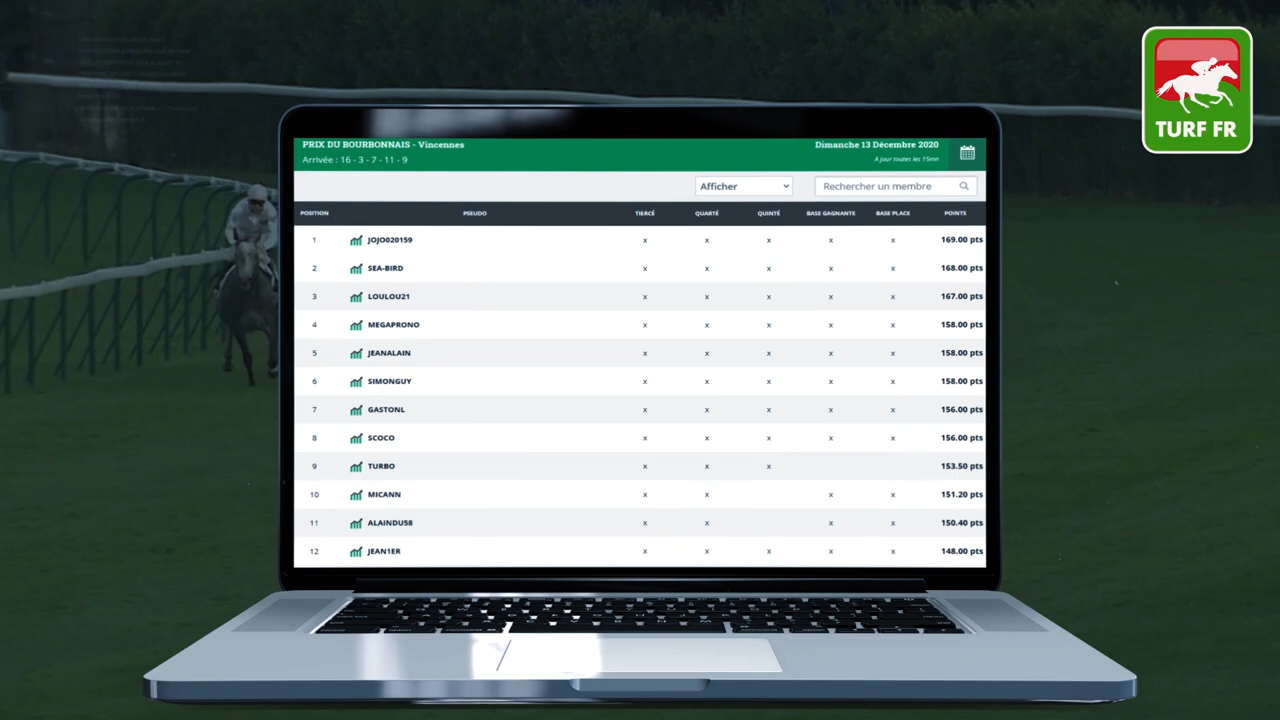 TURF FR
PRIX DU BOURBONNAIS - Vincennes
Dimanche 13 Décembre 2020
Arrivée : 16 - 3 - 7 - 11 - 9
A jour toutes les 15mn
Afficher
Rechercher un membre
POSITION PSEUDO TIERCÉ QUARTÉ QUINTÉ BASE GAGNANTE BASE PLACE POINTS
1 JOJO020159 x x x x x 169.00 pts
2 SEA-BIRD x x x x x 168.00 pts
3 LOULOU21 x x x x x 167.00 pts
4 MEGAPRONO x x x x x 158.00 pts
5 JEANALAIN x x x x x 158.00 pts
6 SIMONGUY x x x x x 158.00 pts
7 GASTONL x x x x x 156.00 pts
8 SCOCO x x x x x 156.00 pts
9 TURBO x x x 153.50 pts
10 MICANN x x x x 151.20 pts
11 ALAINDU58 x x x x 150.40 pts
12 JEAN1ER x x x x x 148.00 pts